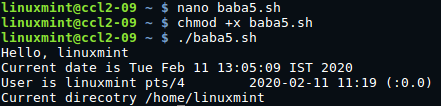 linuxmint@ccl2-09 ~ $ nano baba5.sh
linuxmint@ccl2-09 ~ $ chmod +x baba5.sh
linuxmint@ccl2-09 ~ $ ./baba5.sh
Hello, linuxmint
Current date is Tue Feb 11 13:05:09 IST 2020
User is linuxmint pts/4 2020-02-11 11:19 (:0.0)
Current direcotry /home/linuxmint